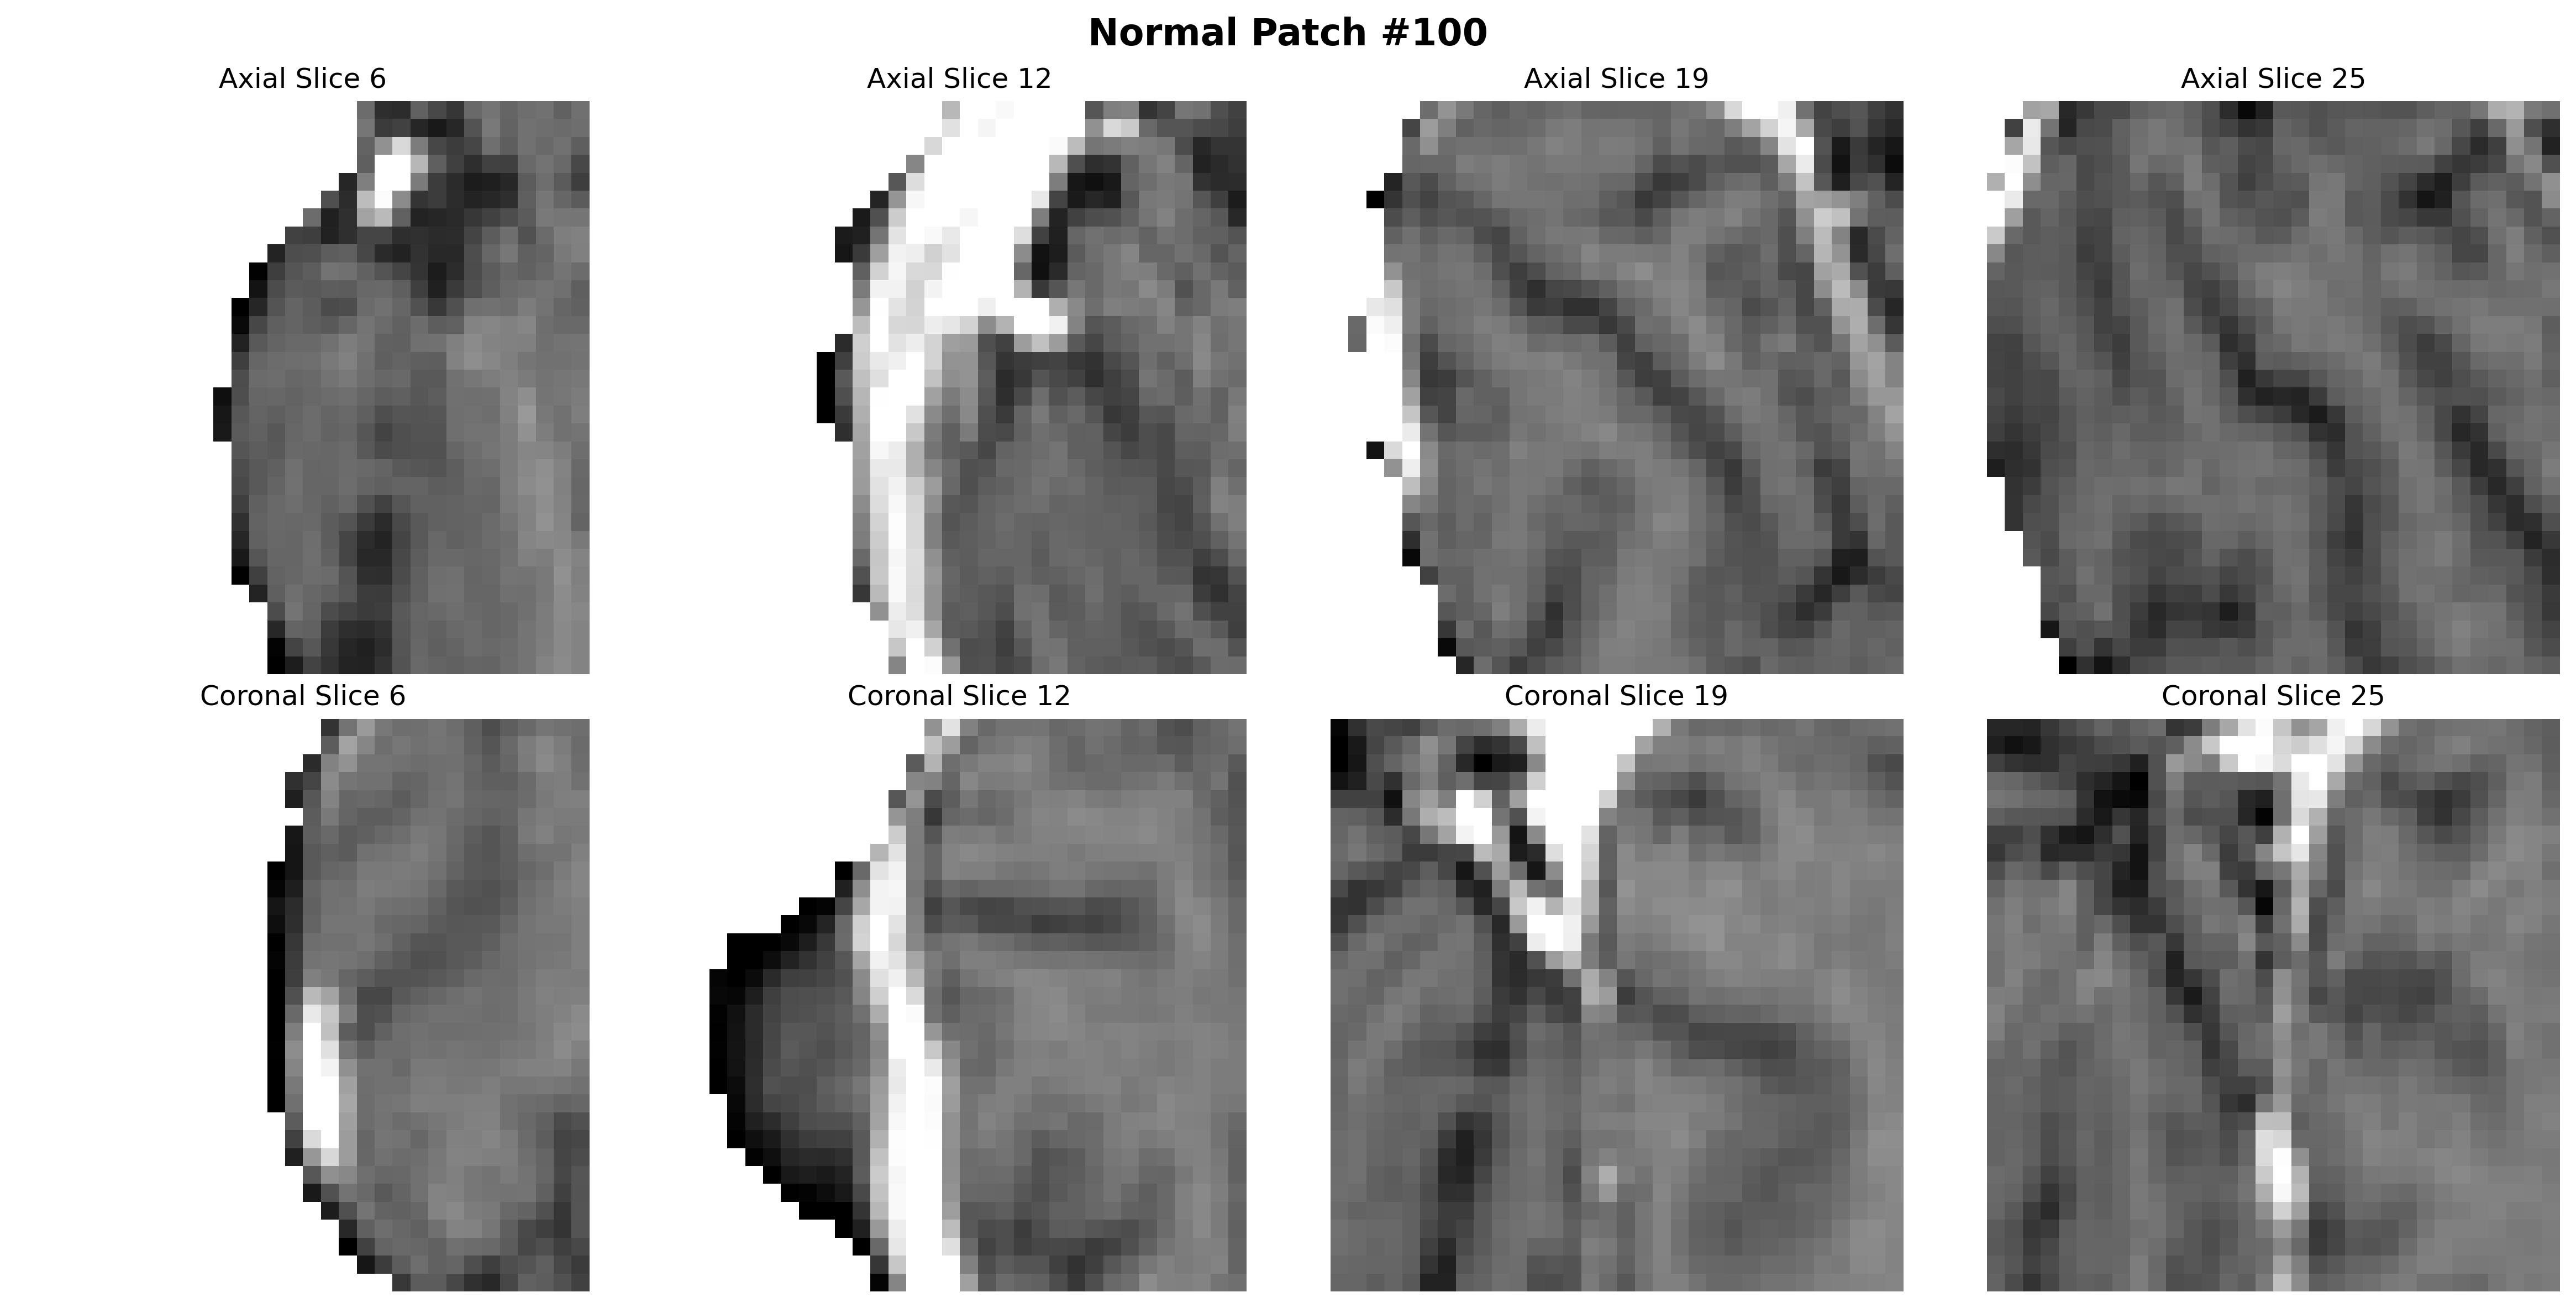 Normal Patch #100
Axial Slice 6
Axial Slice 12
Axial Slice 19
Axial Slice 25
Coronal Slice 6
Coronal Slice 12
Coronal Slice 19
Coronal Slice 25